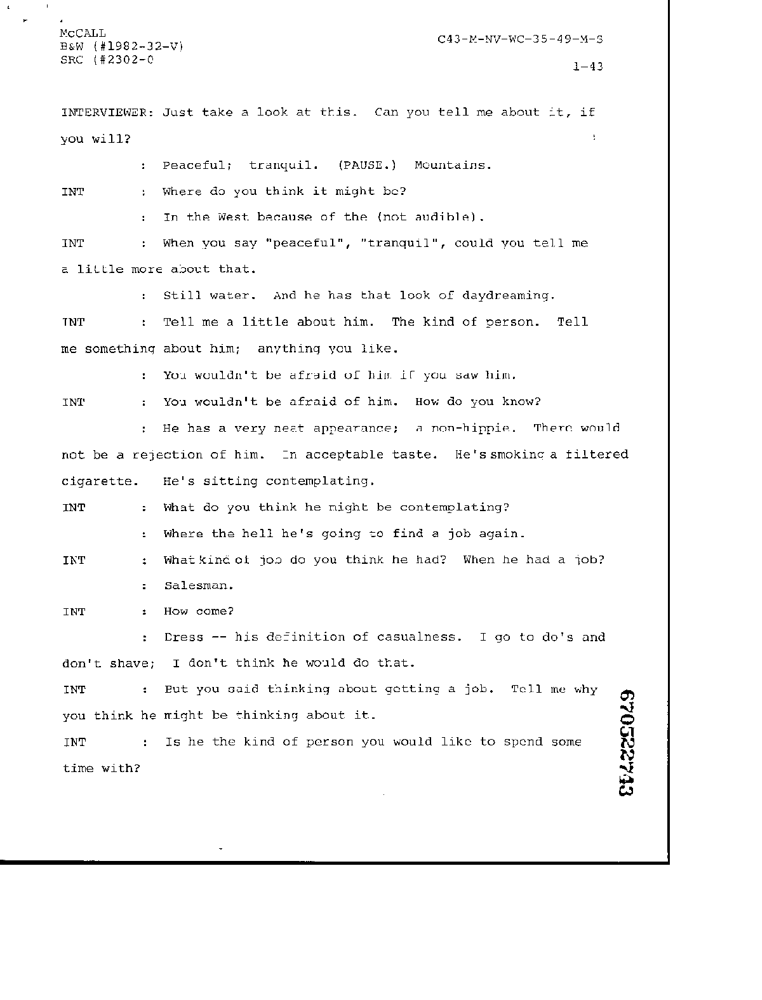 McCALL
B&W (#1982-32-V)
SRC (#2302-0
C43-M-NV-WC-35-49-M-S
1-43
INTERVIEWER: Just take a look at this. Can you tell me about it, if
you will?
: Peaceful; tranquil. (PAUSE.) Mountains.
INT : Where do you think it might be?
: In the West because of the (not audible).
INT : When you say "peaceful", "tranquil", could you tell me
a little more about that.
: Still water. And he has that look of daydreaming.
INT : Tell me a little about him. The kind of person. Tell
me something about him; anything you like.
: You wouldn't be afraid of him if you saw him.
INT : You wouldn't be afraid of him. How do you know?
: He has a very neat appearance; a non-hippie. There would
not be a rejection of him. In acceptable taste. He's smoking a filtered
cigarette. He's sitting contemplating.
INT : What do you think he might be contemplating?
: Where the hell he's going to find a job again.
INT : What kind of job do you think he had? When he had a job?
: Salesman.
INT : How come?
: Dress -- his definition of casualness. I go to do's and
don't shave; I don't think he would do that.
INT : But you said thinking about getting a job. Tell me why
you think he might be thinking about it.
INT : Is he the kind of person you would like to spend some
time with?
670522743